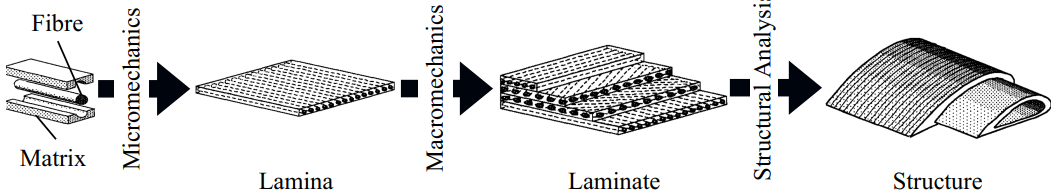 Fibre
Matrix
Micromechanics
Lamina
Macromechanics
Laminate
Structural Analysis
Structure